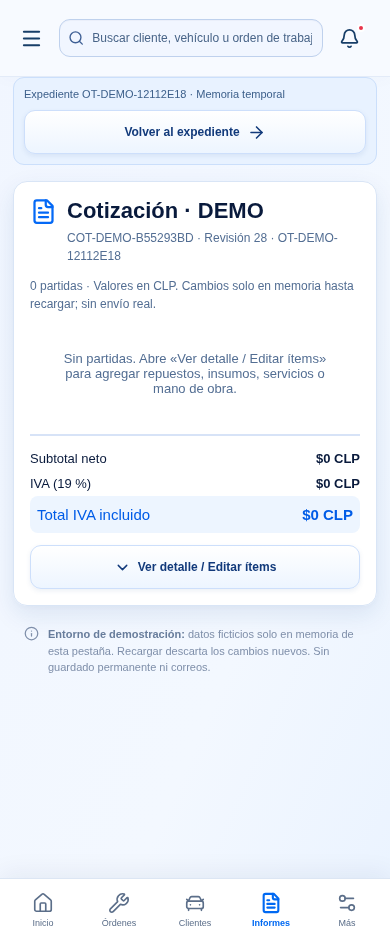 Buscar cliente, vehículo u orden de trabaj
Expediente OT-DEMO-12112E18 · Memoria temporal
Volver al expediente
Cotización · DEMO
COT-DEMO-B55293BD · Revisión 28 · OT-DEMO-
12112E18
0 partidas · Valores en CLP. Cambios solo en memoria hasta
recargar; sin envío real.
Sin partidas. Abre «Ver detalle / Editar ítems»
para agregar repuestos, insumos, servicios o
mano de obra.
Subtotal neto $0 CLP
IVA (19 %) $0 CLP
Total IVA incluido $0 CLP
Ver detalle / Editar ítems
Entorno de demostración: datos ficticios solo en memoria de
esta pestaña. Recargar descarta los cambios nuevos. Sin
guardado permanente ni correos.
Inicio Órdenes Clientes Informes Más